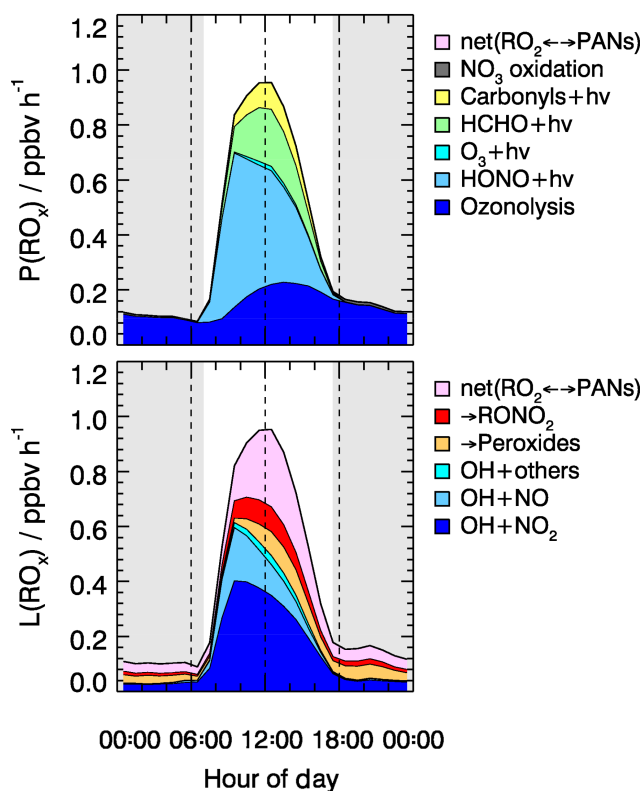 P(ROₓ) / ppbv h⁻¹
1.2
1.0
0.8
0.6
0.4
0.2
0.0
net(RO₂←→PANs)
NO₃ oxidation
Carbonyls+hv
HCHO+hv
O₃+hv
HONO+hv
Ozonolysis
L(ROₓ) / ppbv h⁻¹
1.2
1.0
0.8
0.6
0.4
0.2
0.0
net(RO₂←→PANs)
→RONO₂
→Peroxides
OH+others
OH+NO
OH+NO₂
00:00 06:00 12:00 18:00 00:00
Hour of day